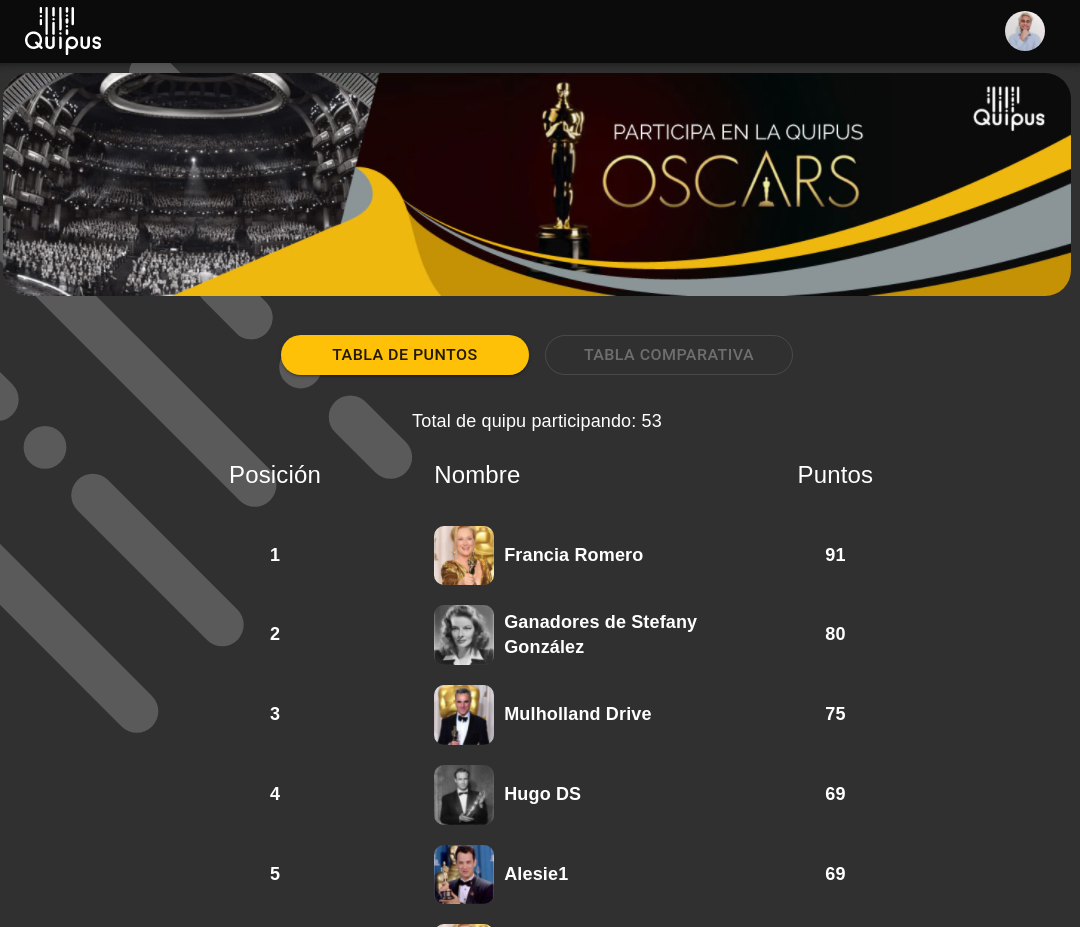 Quipus
Quipus
PARTICIPA EN LA QUIPUS
OSCARS
TABLA DE PUNTOS
TABLA COMPARATIVA
Total de quipu participando: 53
Posición Nombre Puntos
1 Francia Romero 91
2 Ganadores de Stefany
González 80
3 Mulholland Drive 75
4 Hugo DS 69
5 Alesie1 69